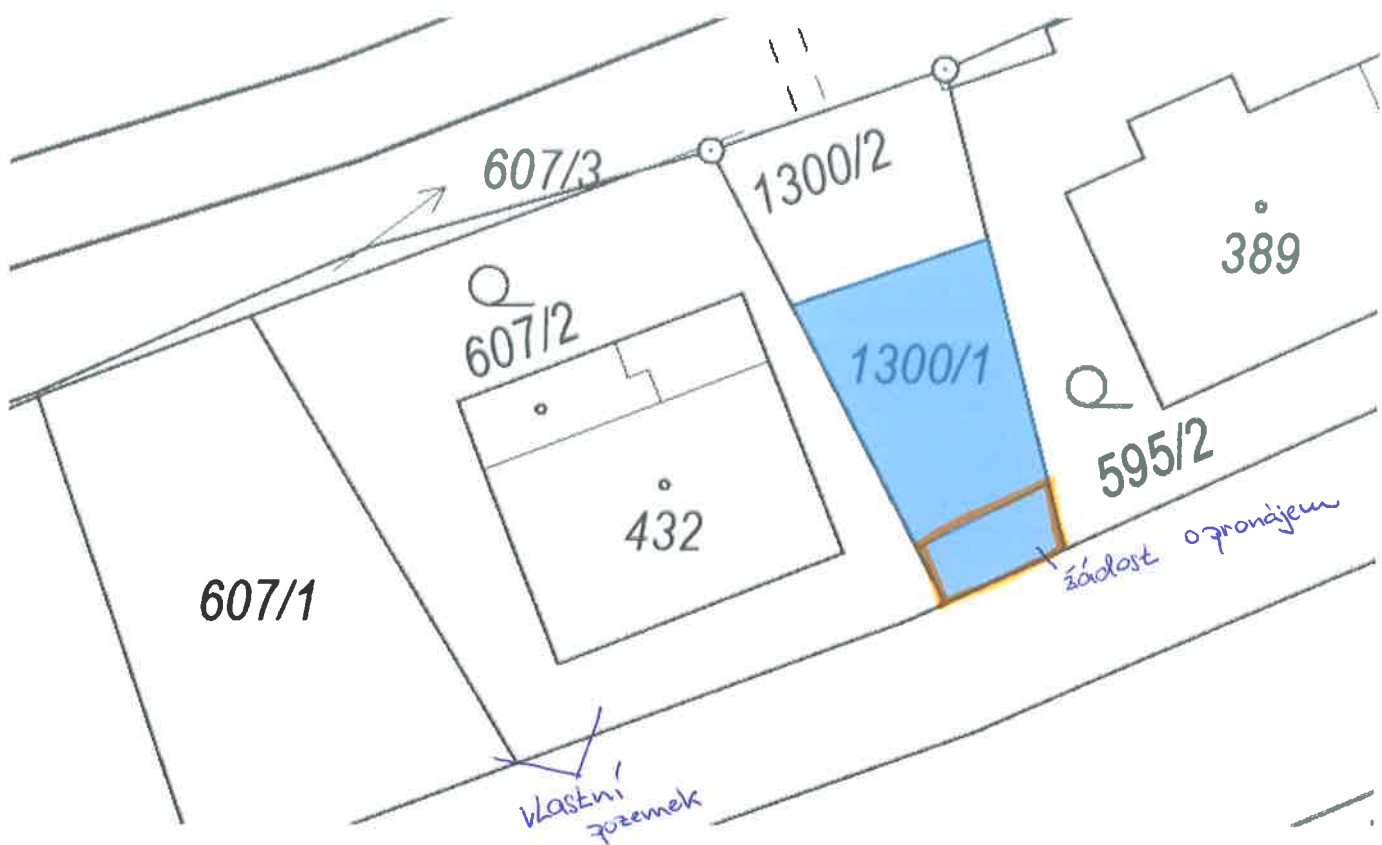 607/3
1300/2
389
607/2
1300/1
595/2
432
607/1
žádost o pronájem
vlastní
pozemek